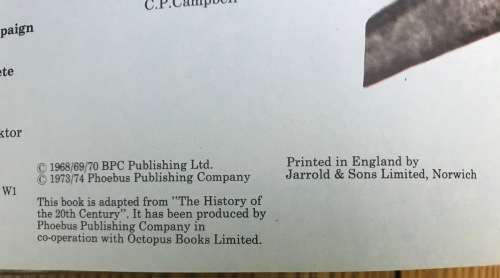 C.P.Campbell
paign
ete
ktor
W1
© 1968/69/70 BPC Publishing Ltd.
© 1973/74 Phoebus Publishing Company
This book is adapted from "The History of
the 20th Century". It has been produced by
Phoebus Publishing Company in
co-operation with Octopus Books Limited.
Printed in England by
Jarrold & Sons Limited, Norwich